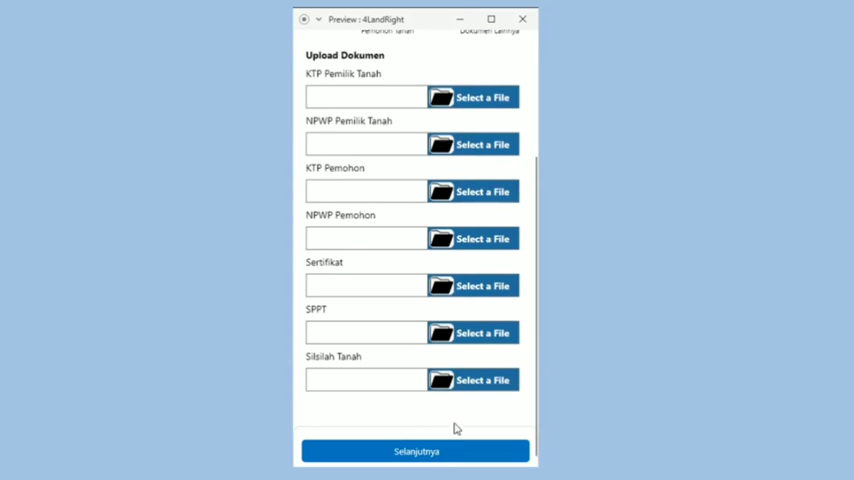 Preview : 4LandRight
Pemohon Tanah
Dokumen Lainnya
Upload Dokumen
KTP Pemilik Tanah
Select a File
NPWP Pemilik Tanah
Select a File
KTP Pemohon
Select a File
NPWP Pemohon
Select a File
Sertifikat
Select a File
SPPT
Select a File
Silsilah Tanah
Select a File
Selanjutnya